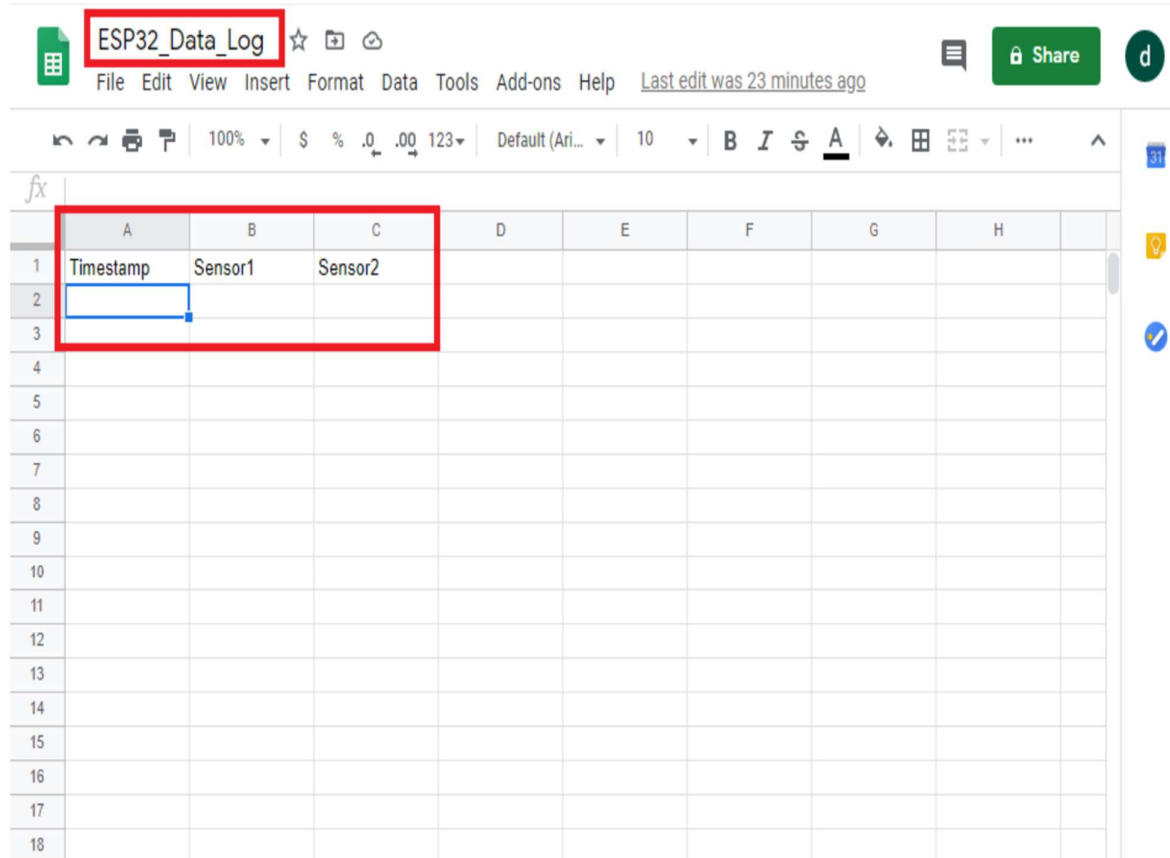 ESP32_Data_Log
File Edit View Insert Format Data Tools Add-ons Help Last edit was 23 minutes ago
Share
d
100% $ % .0 .00 123 Default (Ari... 10 B I S A ...
31
fx
A B C D E F G H
1 Timestamp Sensor1 Sensor2
2
3
4
5
6
7
8
9
10
11
12
13
14
15
16
17
18